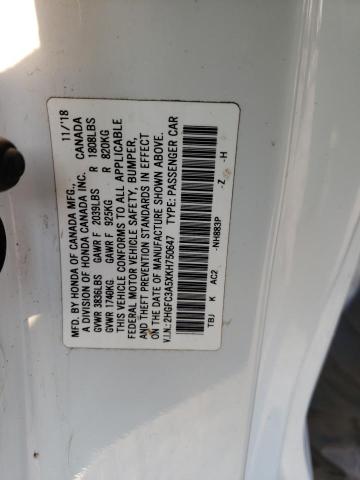 MFD. BY HONDA OF CANADA MFG., 11/18
A DIVISION OF HONDA CANADA INC. CANADA
GVWR 3836LBS GAWR F 2039LBS R 1808LBS
GVWR 1740KG GAWR F 925KG R 820KG
THIS VEHICLE CONFORMS TO ALL APPLICABLE
FEDERAL MOTOR VEHICLE SAFETY, BUMPER,
AND THEFT PREVENTION STANDARDS IN EFFECT
ON THE DATE OF MANUFACTURE SHOWN ABOVE.
V.I.N.: 2HGFC3A5XKH750647 TYPE: PASSENGER CAR
-NH883P -Z -H
TBJ K AC2